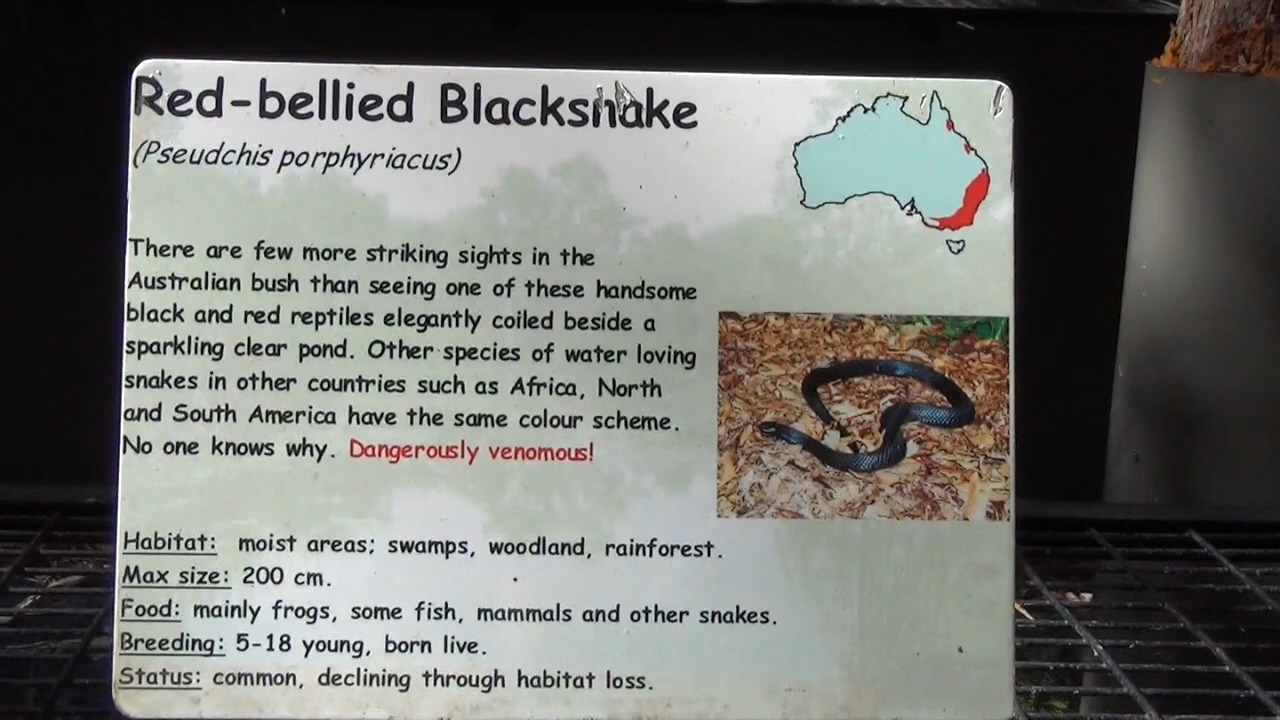 Red-bellied Blacksnake
(Pseudchis porphyriacus)
There are few more striking sights in the
Australian bush than seeing one of these handsome
black and red reptiles elegantly coiled beside a
sparkling clear pond. Other species of water loving
snakes in other countries such as Africa, North
and South America have the same colour scheme.
No one knows why. Dangerously venomous!
Habitat: moist areas; swamps, woodland, rainforest.
Max size: 200 cm.
Food: mainly frogs, some fish, mammals and other snakes.
Breeding: 5-18 young, born live.
Status: common, declining through habitat loss.